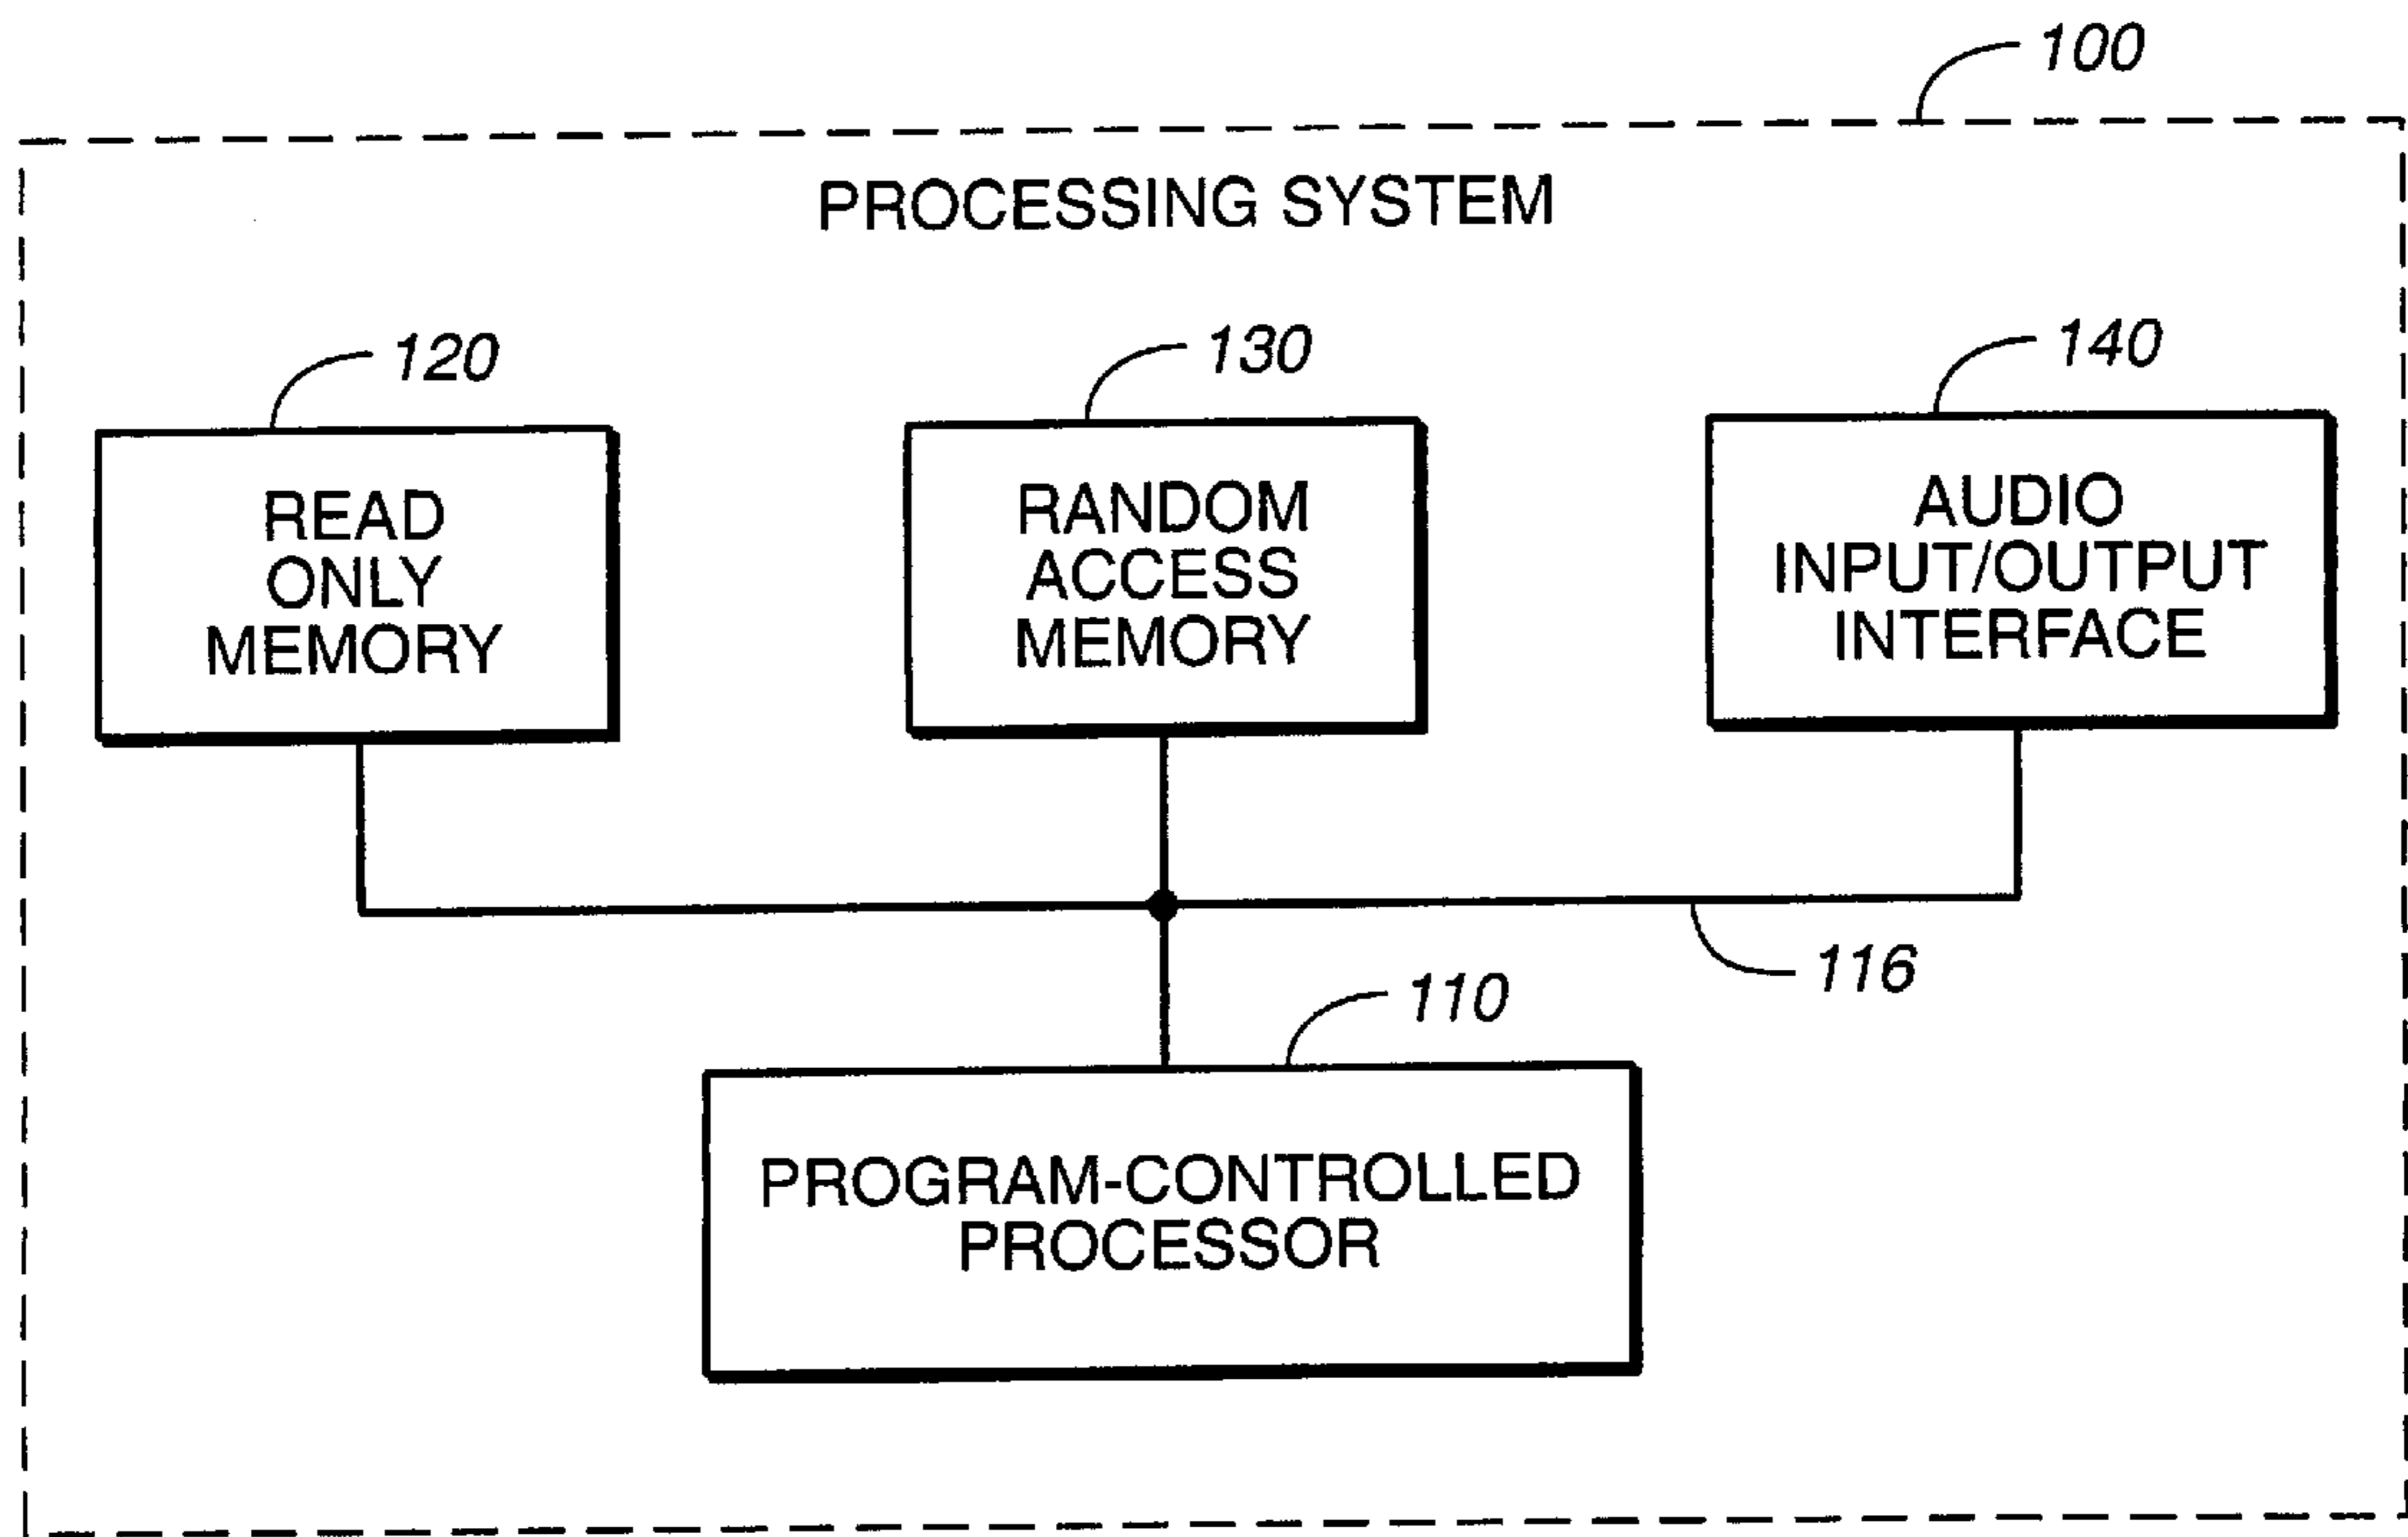 100
PROCESSING SYSTEM
120
130
140
READ
ONLY
MEMORY
RANDOM
ACCESS
MEMORY
AUDIO
INPUT/OUTPUT
INTERFACE
116
110
PROGRAM-CONTROLLED
PROCESSOR